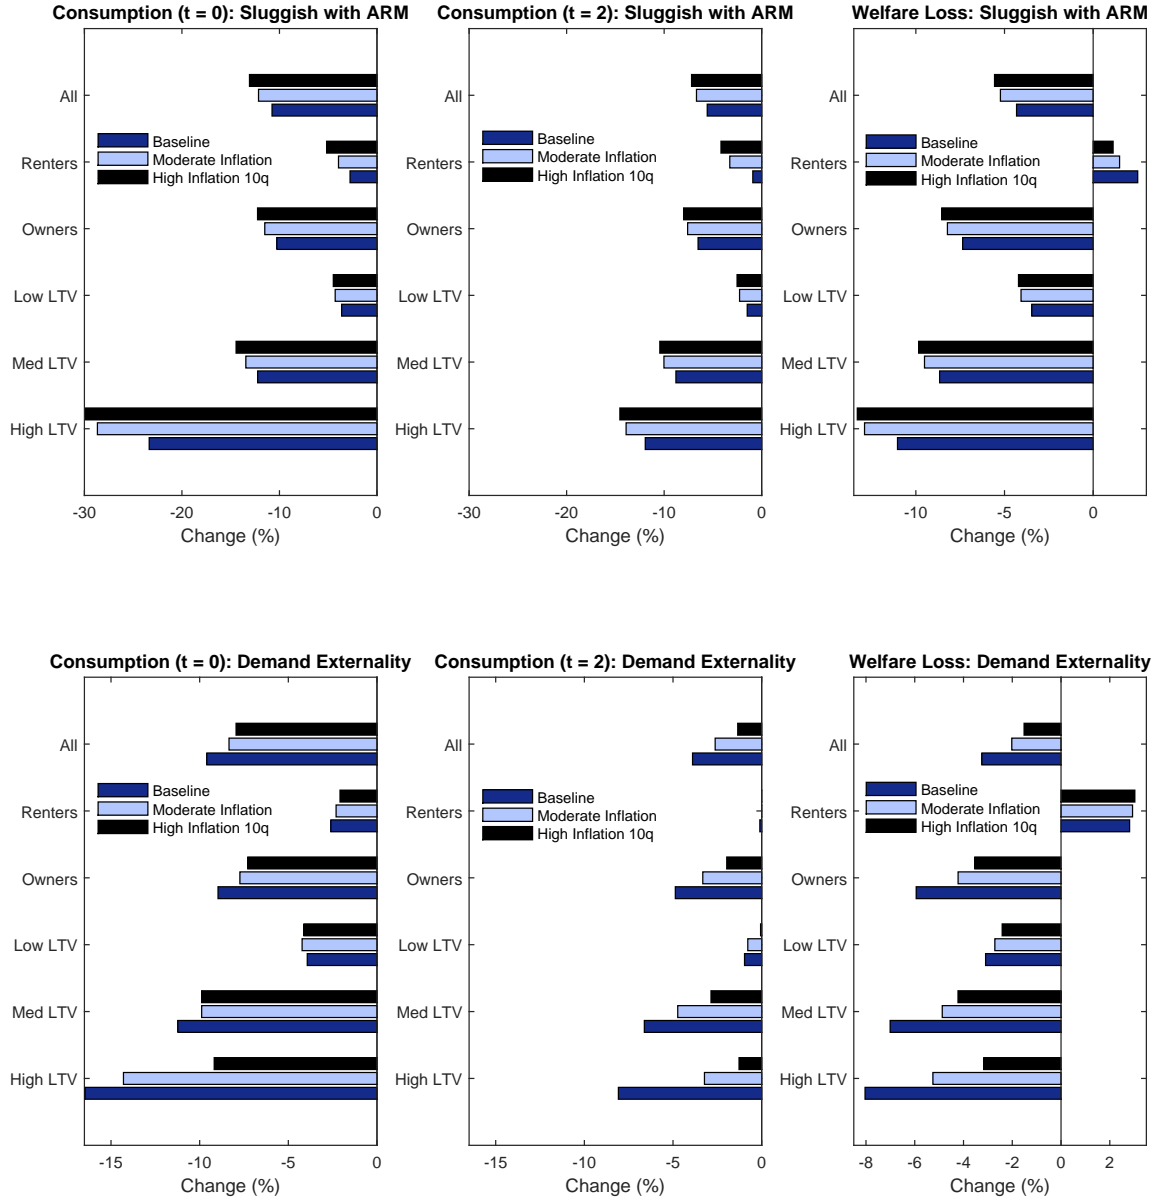 Consumption (t = 0): Sluggish with ARM
All
Renters
Owners
Low LTV
Med LTV
High LTV
Baseline
Moderate Inflation
High Inflation 10q
-30 -20 -10 0
Change (%)
Consumption (t = 2): Sluggish with ARM
All
Renters
Owners
Low LTV
Med LTV
High LTV
Baseline
Moderate Inflation
High Inflation 10q
-30 -20 -10 0
Change (%)
Welfare Loss: Sluggish with ARM
All
Renters
Owners
Low LTV
Med LTV
High LTV
Baseline
Moderate Inflation
High Inflation 10q
-10 -5 0
Change (%)
Consumption (t = 0): Demand Externality
All
Renters
Owners
Low LTV
Med LTV
High LTV
Baseline
Moderate Inflation
High Inflation 10q
-15 -10 -5 0
Change (%)
Consumption (t = 2): Demand Externality
All
Renters
Owners
Low LTV
Med LTV
High LTV
Baseline
Moderate Inflation
High Inflation 10q
-15 -10 -5 0
Change (%)
Welfare Loss: Demand Externality
All
Renters
Owners
Low LTV
Med LTV
High LTV
Baseline
Moderate Inflation
High Inflation 10q
-8 -6 -4 -2 0 2
Change (%)